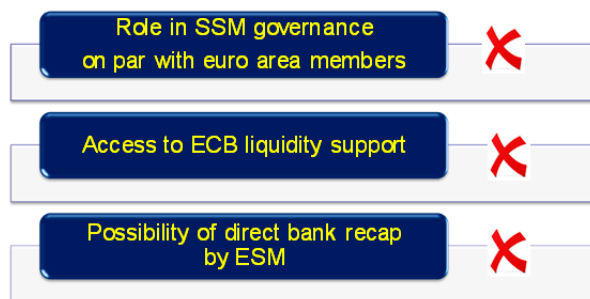 Role in SSM governance
on par with euro area members
Access to ECB liquidity support
Possibility of direct bank recap
by ESM